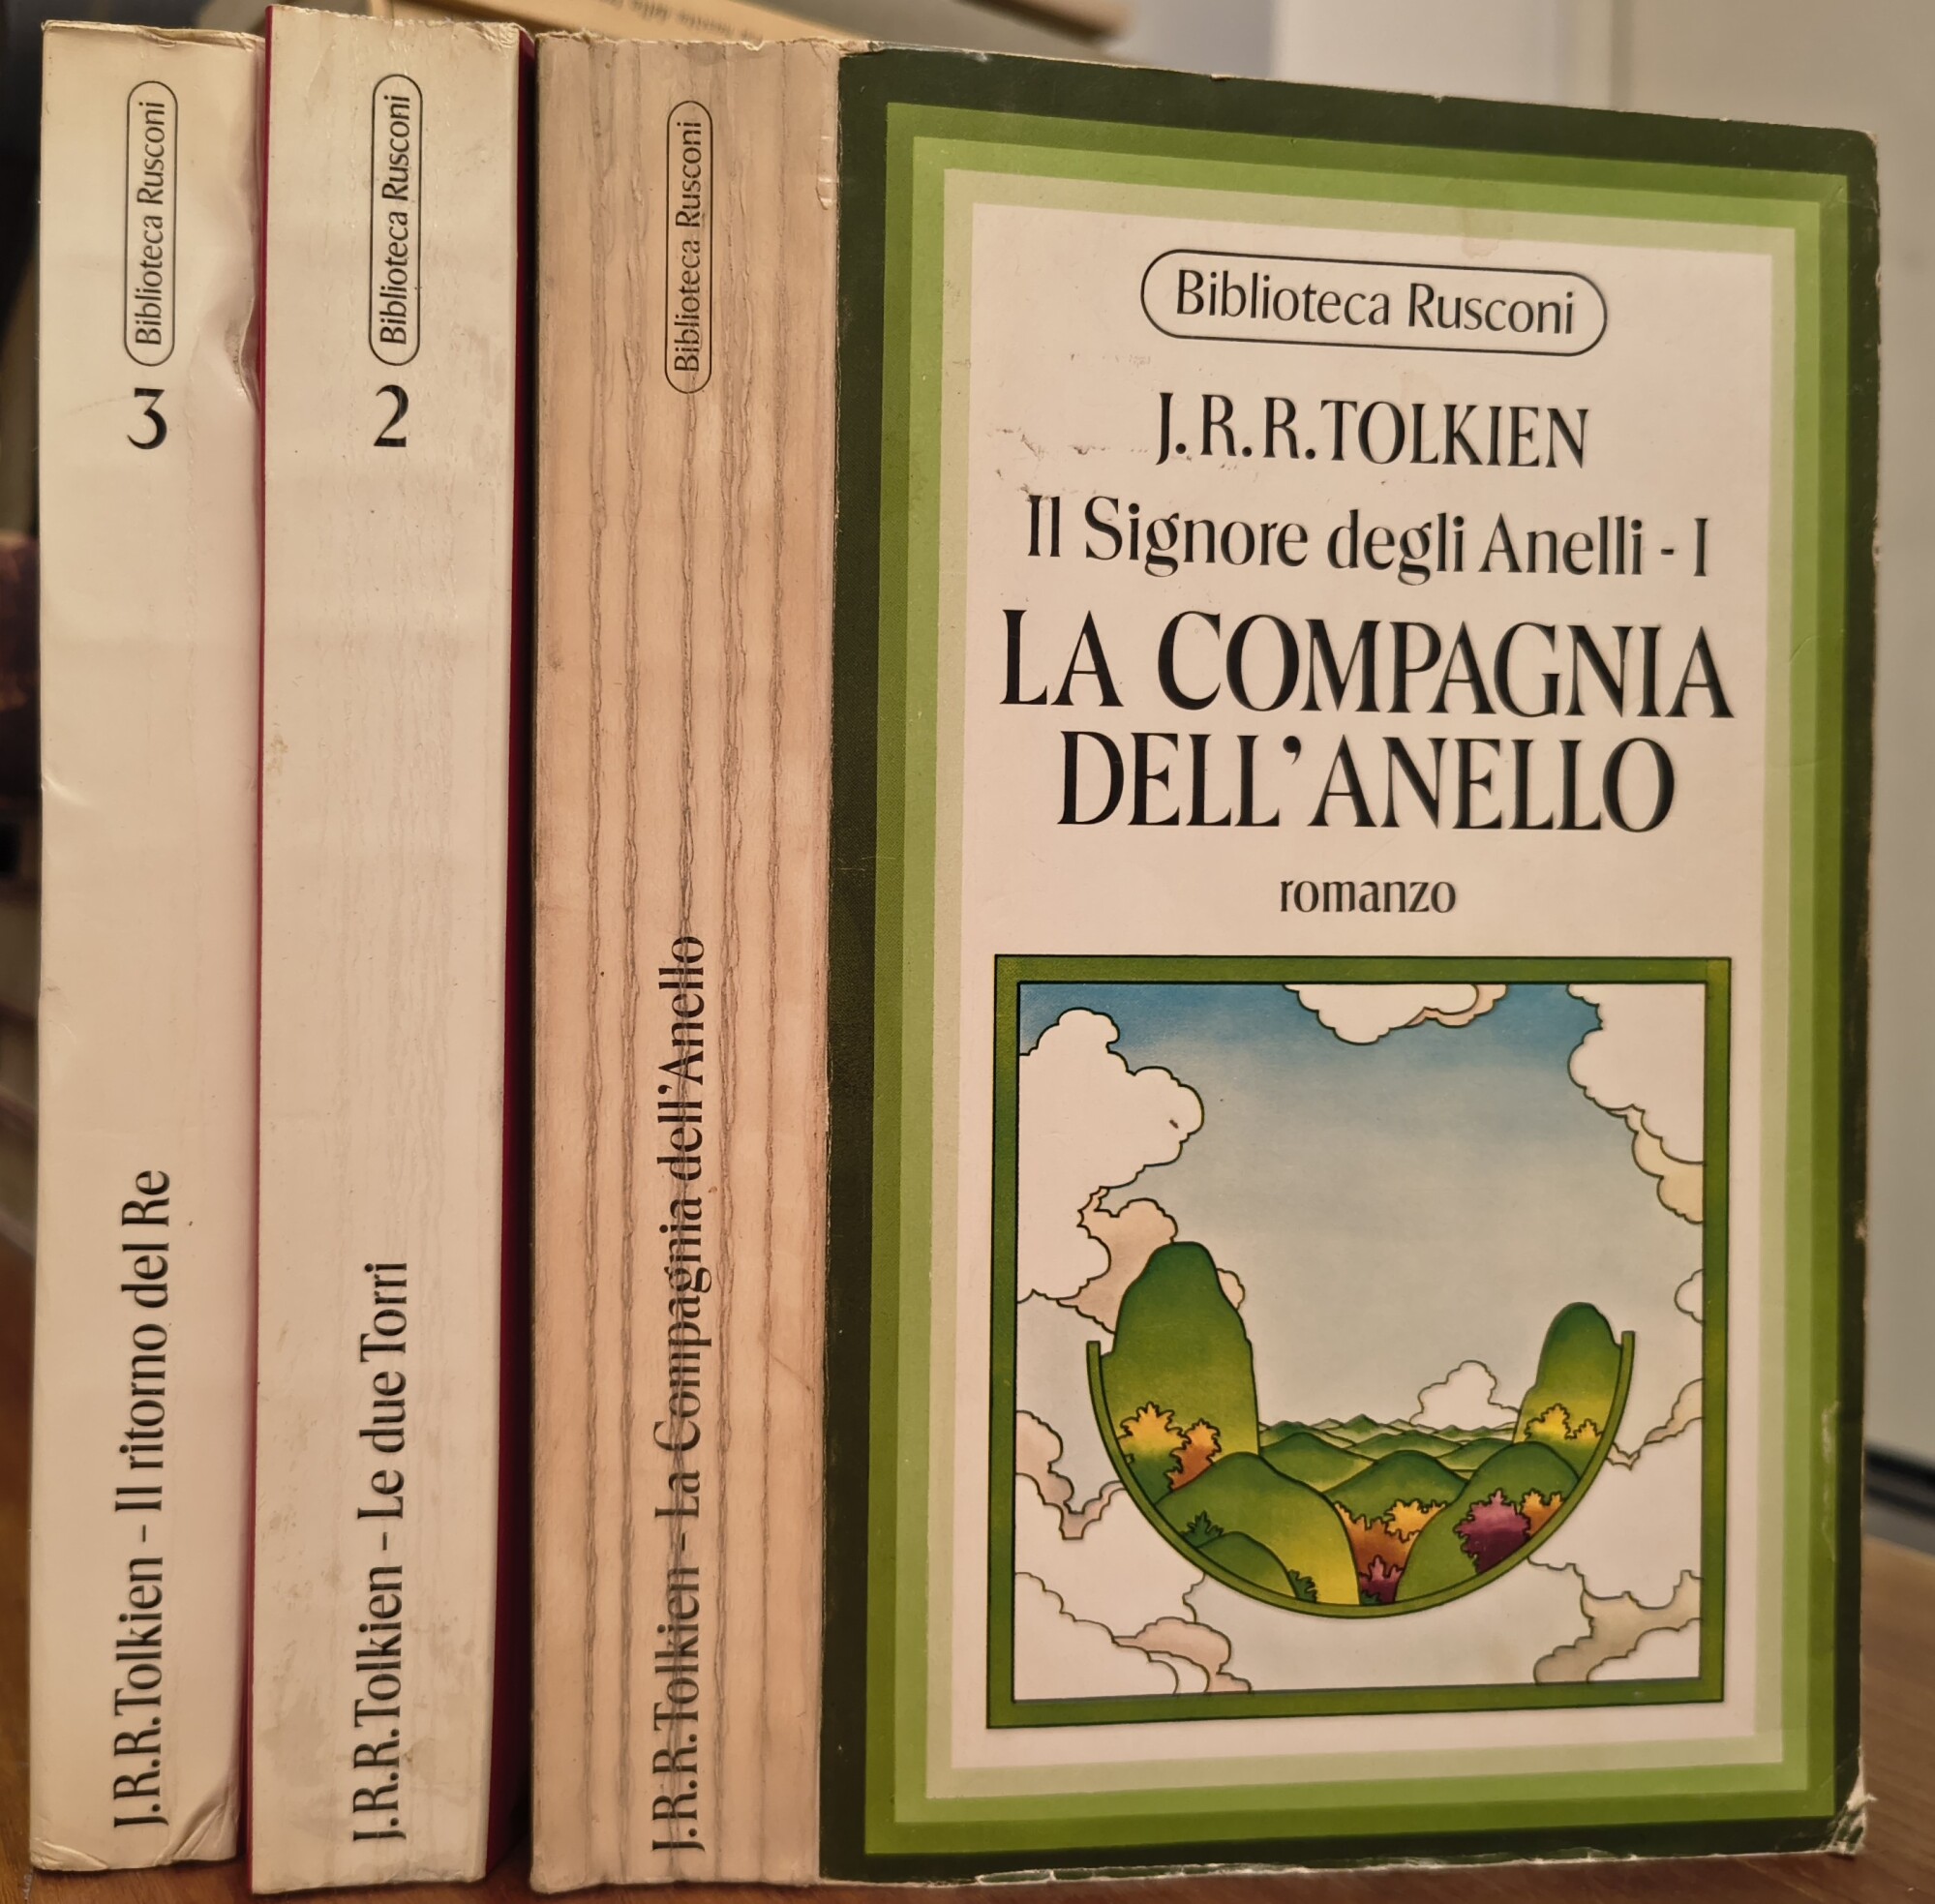 Biblioteca Rusconi
3
J.R.R.Tolkien - Il ritorno del Re
Biblioteca Rusconi
2
J.R.R.Tolkien - Le due Torri
Biblioteca Rusconi
J.R.R.Tolkien - La Compagnia dell'Anello
Biblioteca Rusconi
J.R.R.TOLKIEN
Il Signore degli Anelli - I
LA COMPAGNIA
DELL'ANELLO
romanzo